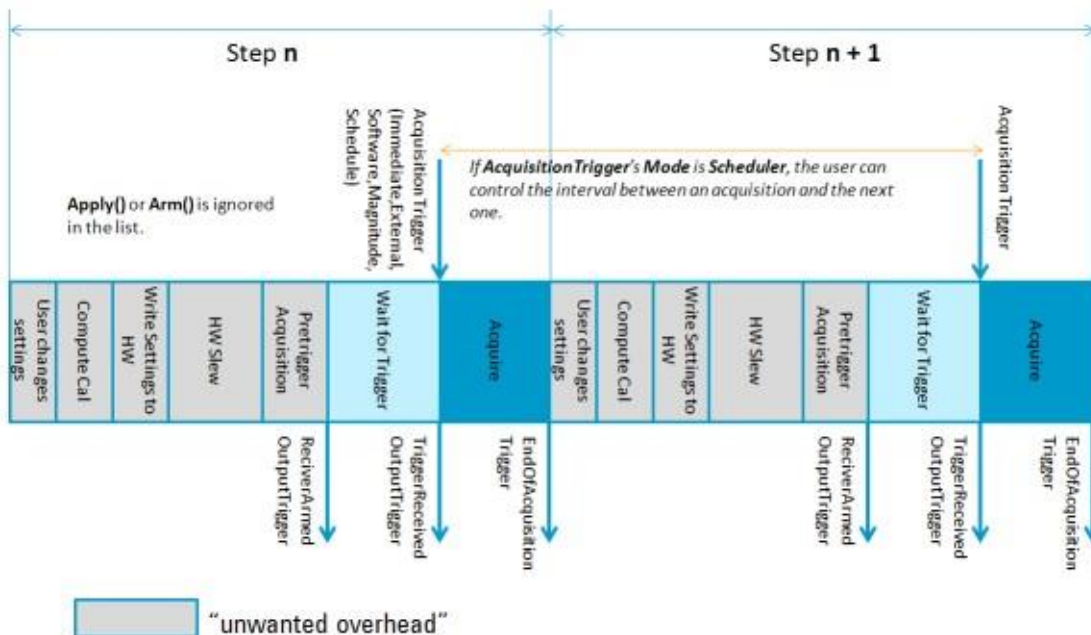 Step n
Step n + 1
Acquisition Trigger
(Immediate,External,
Software,Magnitude,
Schedule)
Acquisition Trigger
If AcquisitionTrigger's Mode is Scheduler, the user can
control the interval between an acquisition and the next
one.
Apply() or Arm() is ignored
in the list.
User changes
settings
Compute Cal
Write Settings to
HW
HW Slew
Pretrigger
Acquisition
Wait for Trigger
Acquire
User changes
settings
Compute Cal
Write Settings to
HW
HW Slew
Pretrigger
Acquisition
Wait for Trigger
Acquire
ReciverArmed
OutputTrigger
TriggerReceived
OutputTrigger
EndOfAcquisition
Trigger
ReciverArmed
OutputTrigger
TriggerReceived
OutputTrigger
EndOfAcquisition
Trigger
"unwanted overhead"